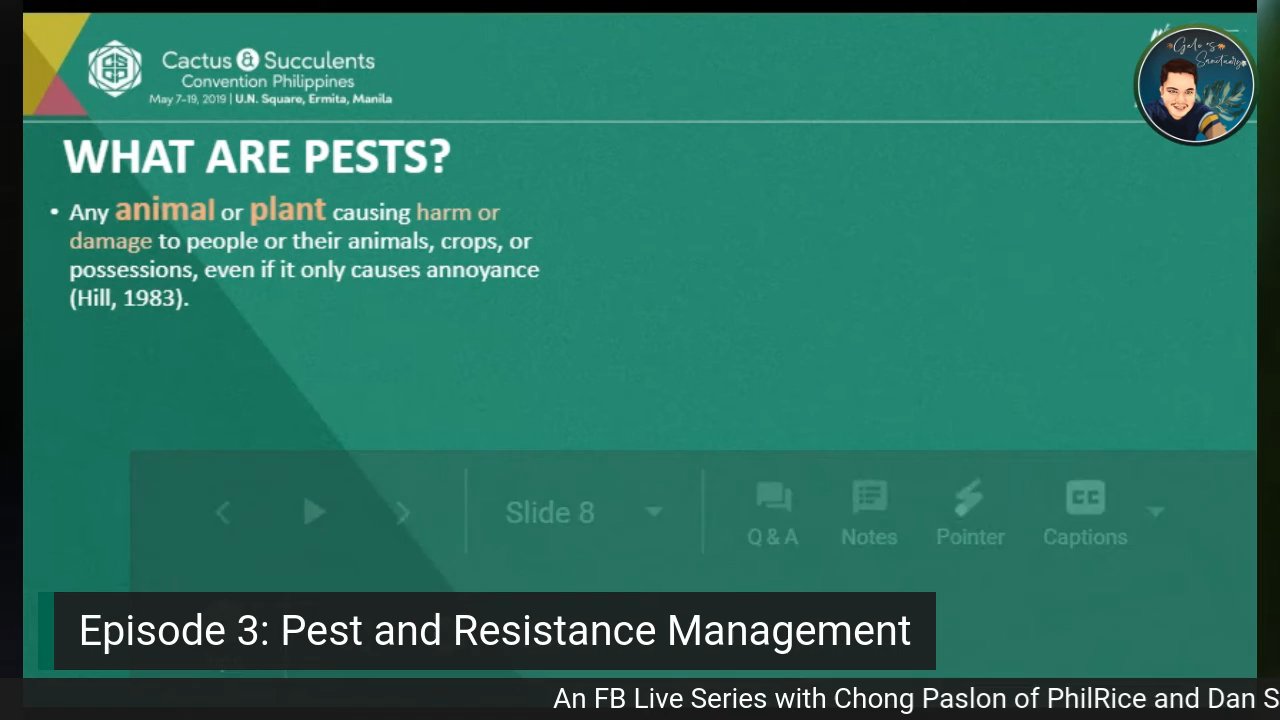 Cactus & Succulents
Convention Philippines
May 7-19, 2019 | U.N. Square, Ermita, Manila
Galo's
Sanctuary
WHAT ARE PESTS?
• Any animal or plant causing harm or
damage to people or their animals, crops, or
possessions, even if it only causes annoyance
(Hill, 1983).
Slide 8
Q & A
Notes
Pointer
CC
Captions
Episode 3: Pest and Resistance Management
An FB Live Series with Chong Paslon of PhilRice and Dan S